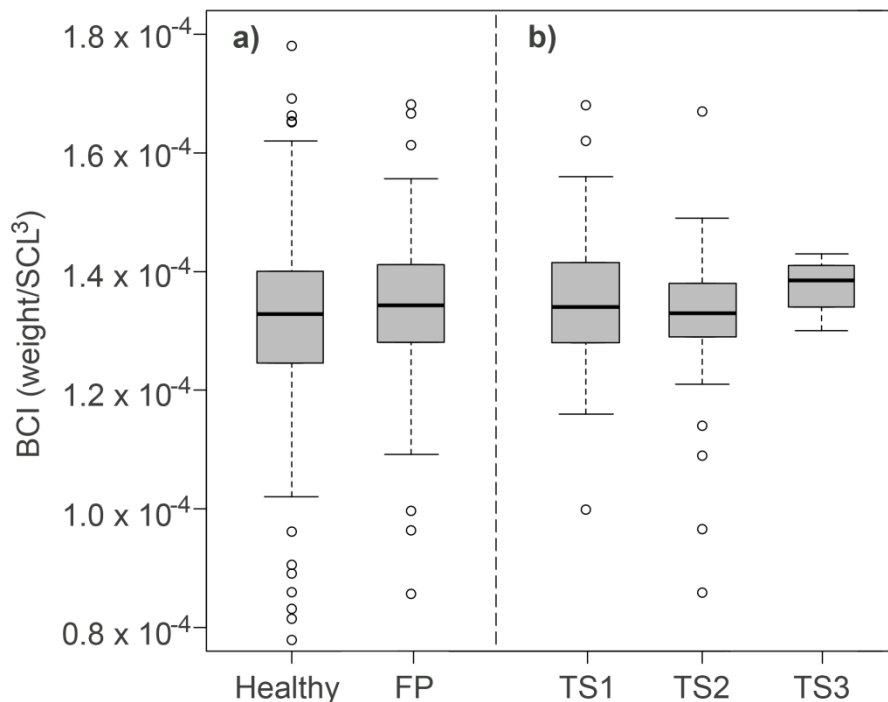 a)
b)
BCI (weight/SCL³)
1.8 x 10⁻⁴
1.6 x 10⁻⁴
1.4 x 10⁻⁴
1.2 x 10⁻⁴
1.0 x 10⁻⁴
0.8 x 10⁻⁴
Healthy FP TS1 TS2 TS3